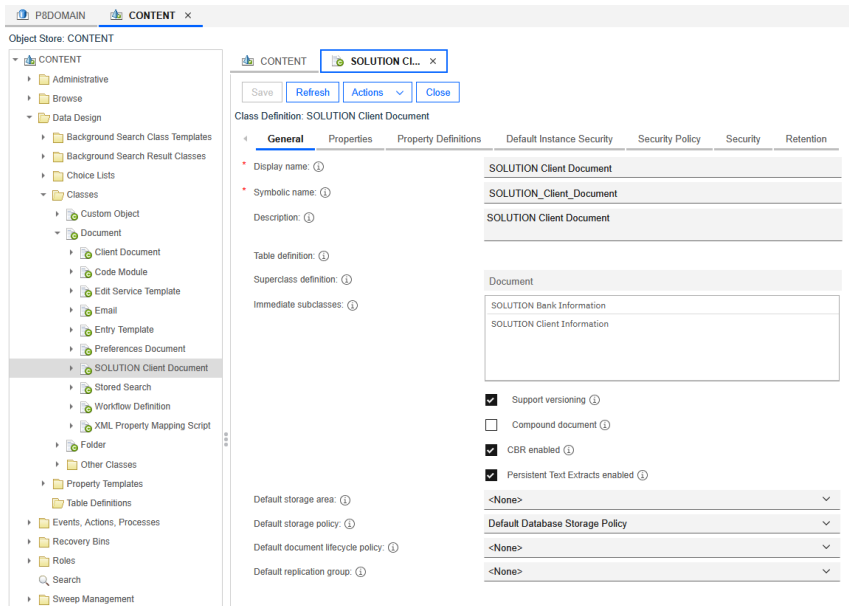 P8DOMAIN CONTENT ×
Object Store: CONTENT
CONTENT
Administrative
Browse
Data Design
Background Search Class Templates
Background Search Result Classes
Choice Lists
Classes
Custom Object
Document
Client Document
Code Module
Edit Service Template
Email
Entry Template
Preferences Document
SOLUTION Client Document
Stored Search
Workflow Definition
XML Property Mapping Script
Folder
Other Classes
Property Templates
Table Definitions
Events, Actions, Processes
Recovery Bins
Roles
Search
Sweep Management
CONTENT SOLUTION Cl... ×
Save Refresh Actions Close
Class Definition: SOLUTION Client Document
General Properties Property Definitions Default Instance Security Security Policy Security Retention
* Display name: SOLUTION Client Document
* Symbolic name: SOLUTION_Client_Document
Description: SOLUTION Client Document
Table definition:
Superclass definition: Document
Immediate subclasses: SOLUTION Bank Information
SOLUTION Client Information
Support versioning
Compound document
CBR enabled
Persistent Text Extracts enabled
Default storage area: <None>
Default storage policy: Default Database Storage Policy
Default document lifecycle policy: <None>
Default replication group: <None>